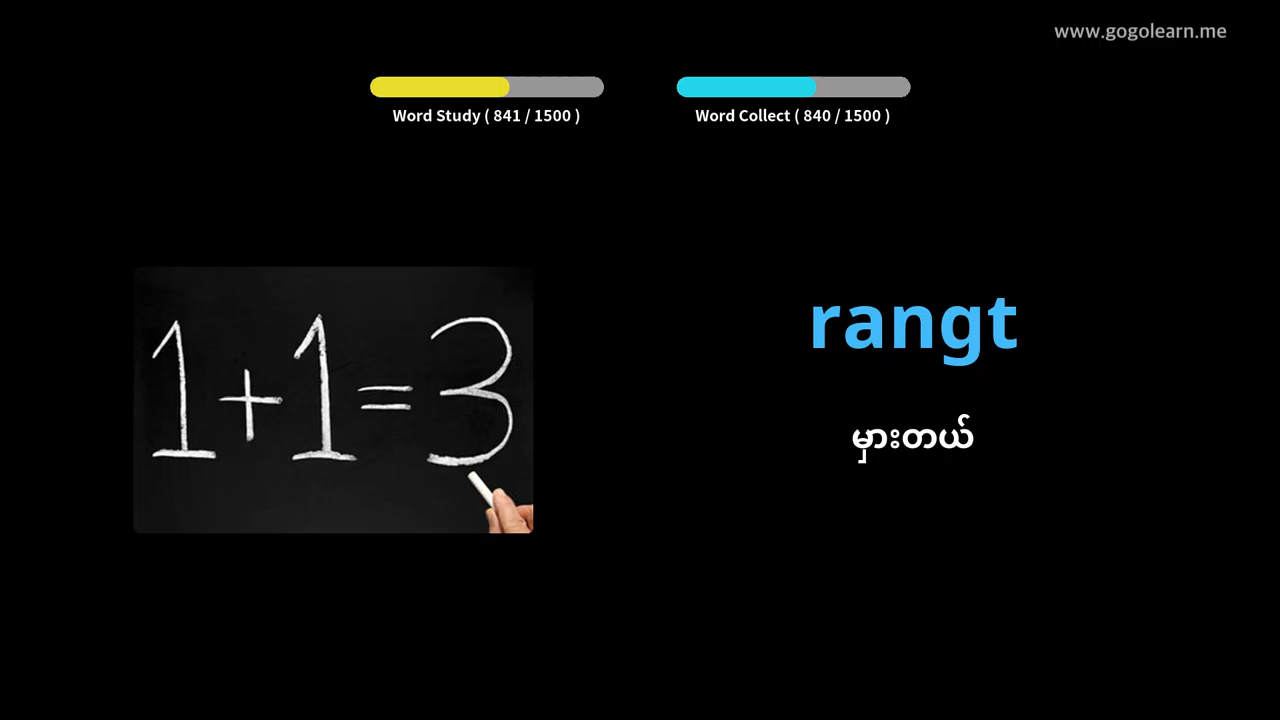 www.gogolearn.me
Word Study ( 841 / 1500 )
Word Collect ( 840 / 1500 )
1+1=3
rangt
မှားတယ်